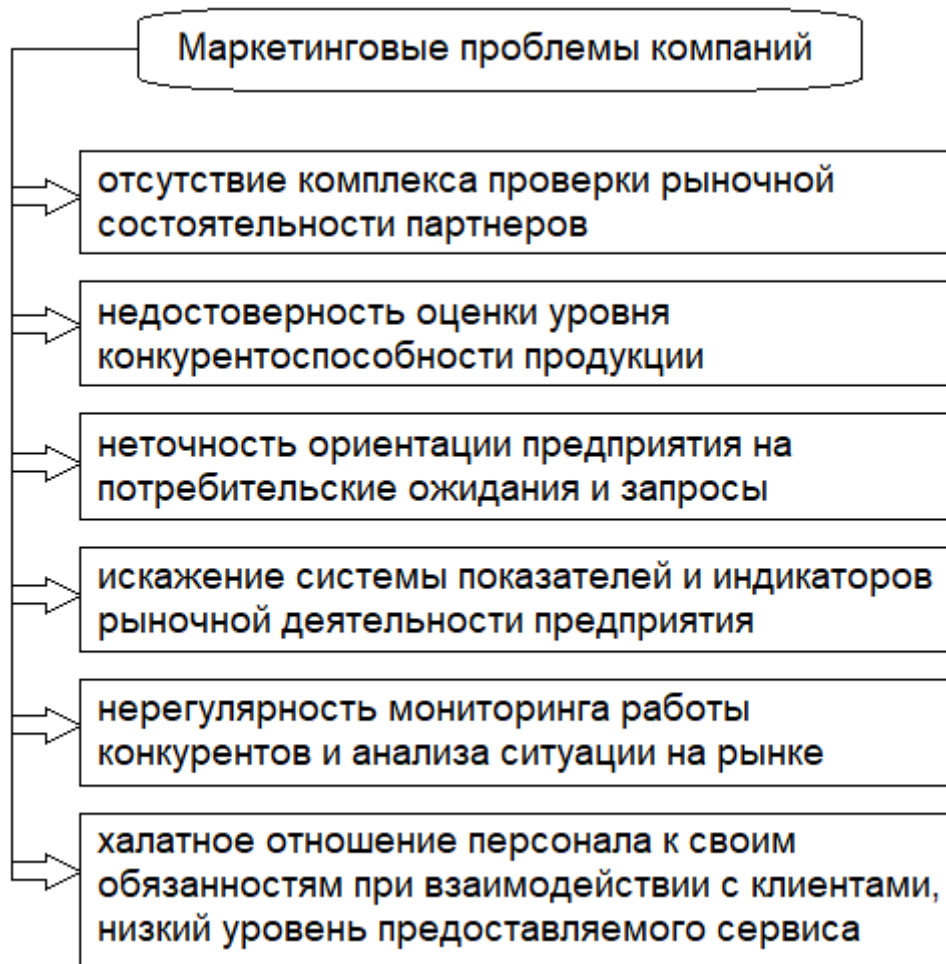 Маркетинговые проблемы компаний
отсутствие комплекса проверки рыночной
состоятельности партнеров
недостоверность оценки уровня
конкурентоспособности продукции
неточность ориентации предприятия на
потребительские ожидания и запросы
искажение системы показателей и индикаторов
рыночной деятельности предприятия
нерегулярность мониторинга работы
конкурентов и анализа ситуации на рынке
халатное отношение персонала к своим
обязанностям при взаимодействии с клиентами,
низкий уровень предоставляемого сервиса